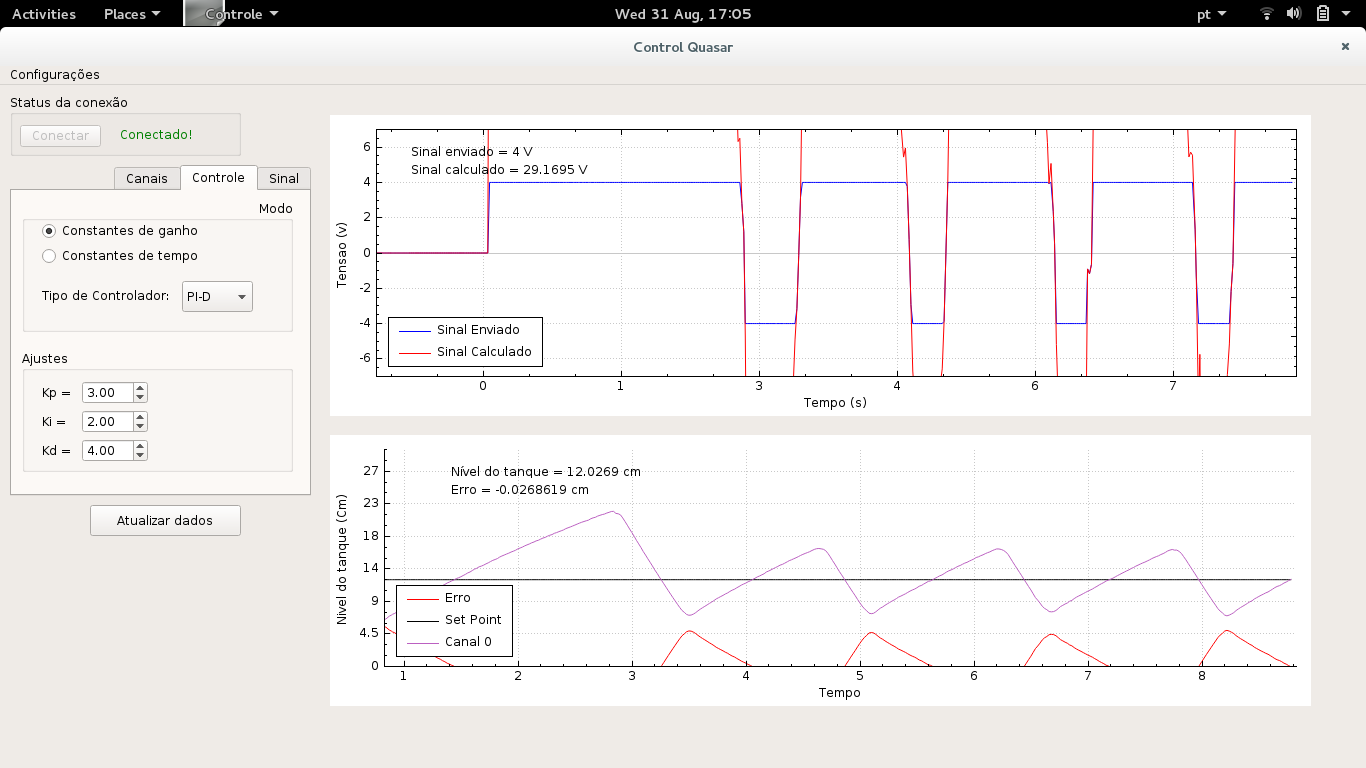 Activities Places Controle Wed 31 Aug, 17:05 pt
Control Quasar ×
Configurações
Status da conexão
Conectar Conectado!
Canais Controle Sinal
Modo
Constantes de ganho
Constantes de tempo
Tipo de Controlador: PI-D
Ajustes
Kp = 3.00
Ki = 2.00
Kd = 4.00
Atualizar dados
Sinal enviado = 4 V
Sinal calculado = 29.1695 V
Tensao (v)
6
4
2
0
-2
-4
-6
Sinal Enviado
Sinal Calculado
0 1 3 4 6 7
Tempo (s)
Nível do tanque = 12.0269 cm
Erro = -0.0268619 cm
Nível do tanque (Cm)
27
23
18
14
9
4.5
0
Erro
Set Point
Canal 0
1 2 3 4 5 6 7 8
Tempo